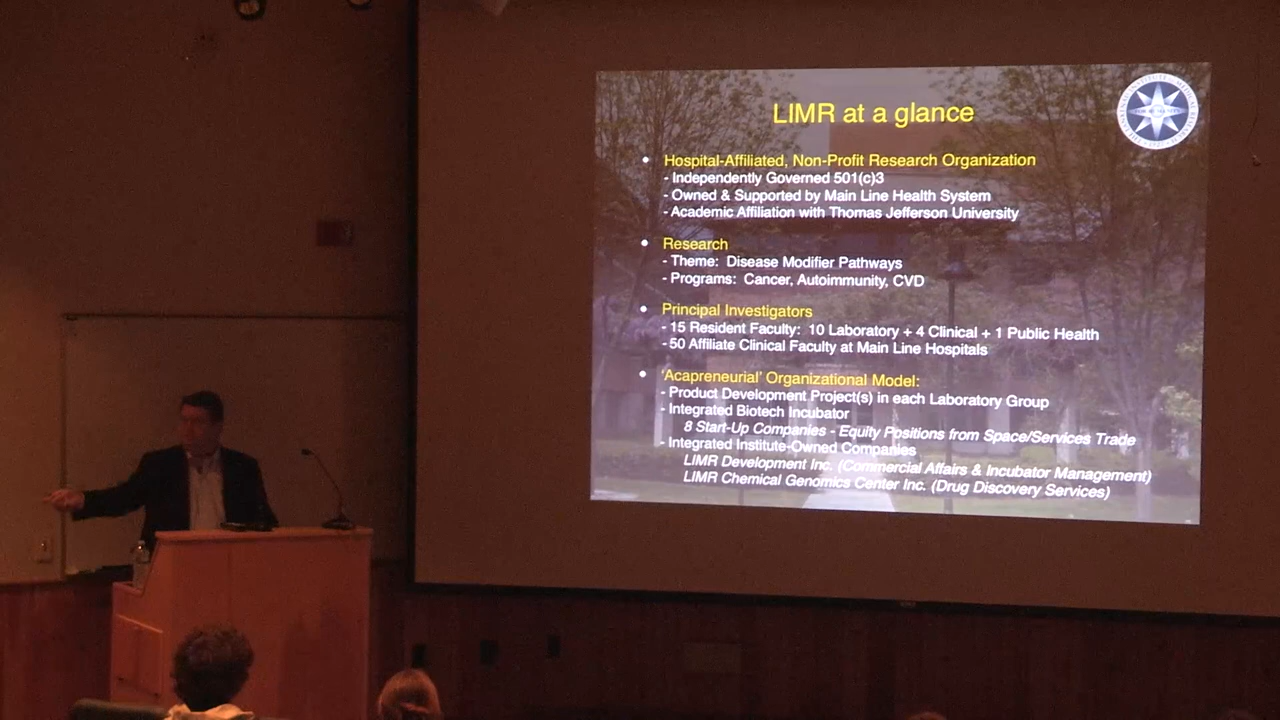 LIMR at a glance
• Hospital-Affiliated, Non-Profit Research Organization
- Independently Governed 501(c)3
- Owned & Supported by Main Line Health System
- Academic Affiliation with Thomas Jefferson University
• Research
- Theme: Disease Modifier Pathways
- Programs: Cancer, Autoimmunity, CVD
• Principal Investigators
- 15 Resident Faculty: 10 Laboratory + 4 Clinical + 1 Public Health
- 50 Affiliate Clinical Faculty at Main Line Hospitals
• 'Acapreneurial' Organizational Model:
- Product Development Project(s) in each Laboratory Group
- Integrated Biotech Incubator
8 Start-Up Companies - Equity Positions from Space/Services Trade
- Integrated Institute-Owned Companies
LIMR Development Inc. (Commercial Affairs & Incubator Management)
LIMR Chemical Genomics Center Inc. (Drug Discovery Services)